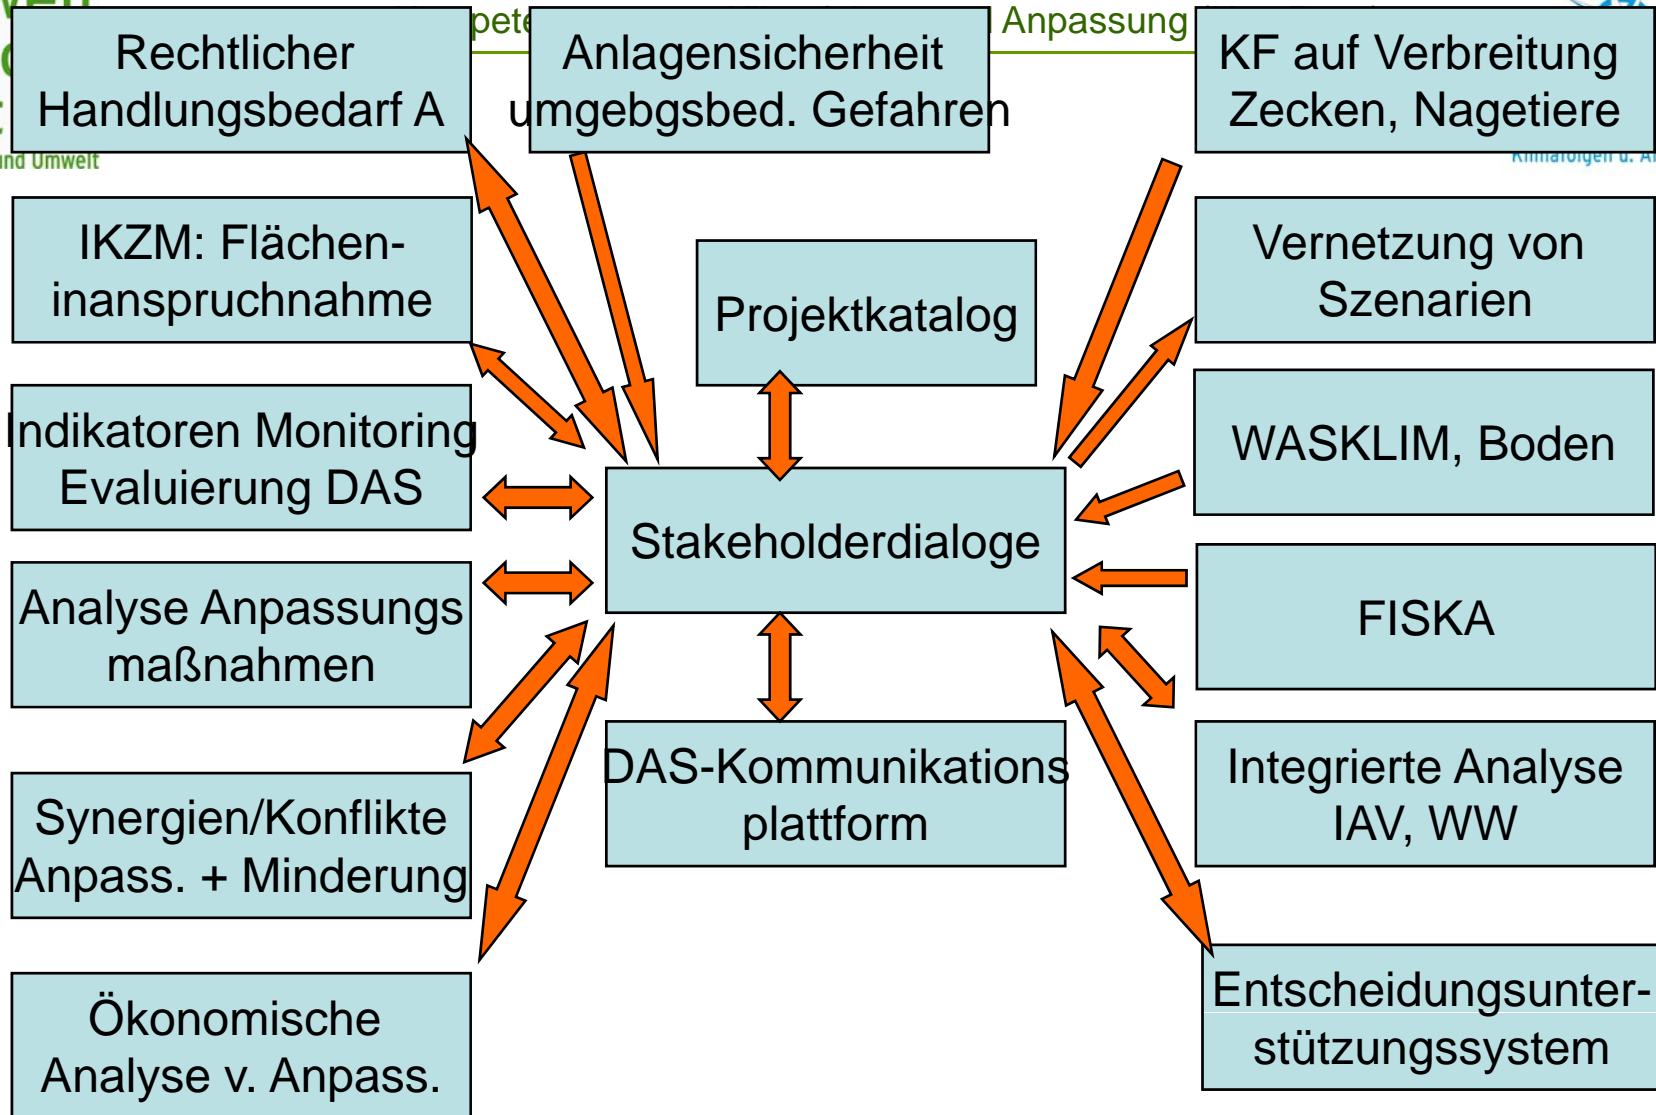 Anpassung
Rechtlicher
Handlungsbedarf A
Anlagensicherheit
umgebgsbed. Gefahren
KF auf Verbreitung
Zecken, Nagetiere
und Umwelt
IKZM: Flächen-
inanspruchnahme
Projektkatalog
Vernetzung von
Szenarien
Indikatoren Monitoring
Evaluierung DAS
WASKLIM, Boden
Stakeholderdialoge
Analyse Anpassungs
maßnahmen
FISKA
DAS-Kommunikations
plattform
Integrierte Analyse
IAV, WW
Synergien/Konflikte
Anpass. + Minderung
Ökonomische
Analyse v. Anpass.
Entscheidungsunter-
stützungssystem